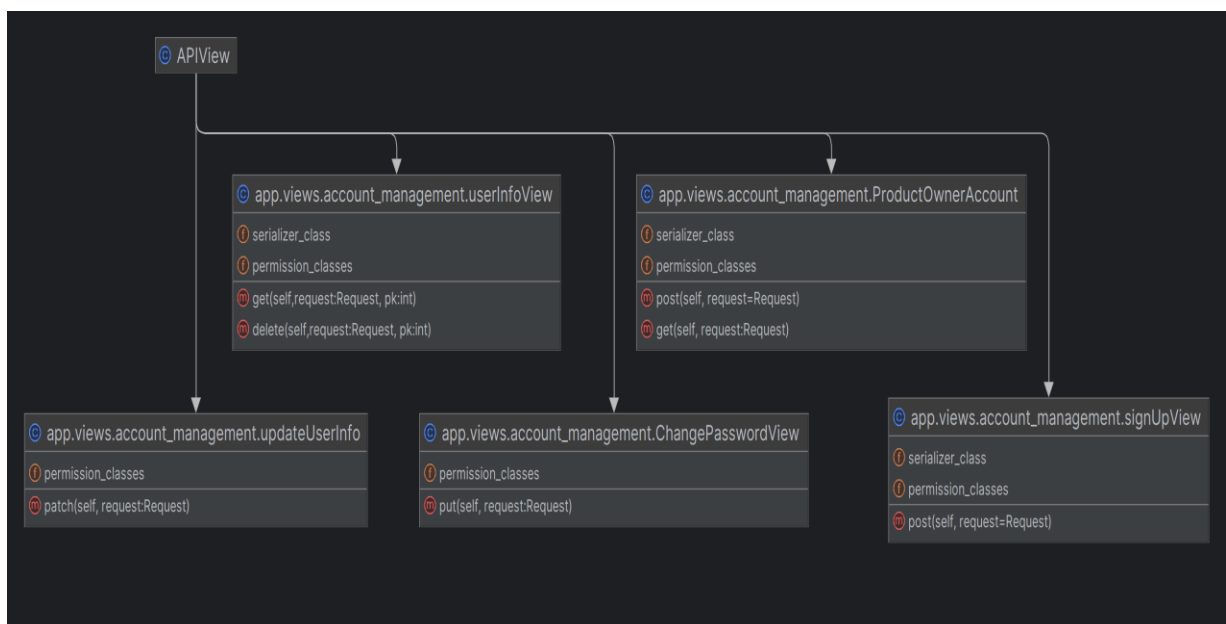 APIView
app.views.account_management.userInfoView
serializer_class
permission_classes
get(self,request:Request, pk:int)
delete(self,request:Request, pk:int)
app.views.account_management.ProductOwnerAccount
serializer_class
permission_classes
post(self, request=Request)
get(self, request:Request)
app.views.account_management.updateUserInfo
permission_classes
patch(self, request:Request)
app.views.account_management.ChangePasswordView
permission_classes
put(self, request:Request)
app.views.account_management.signUpView
serializer_class
permission_classes
post(self, request=Request)